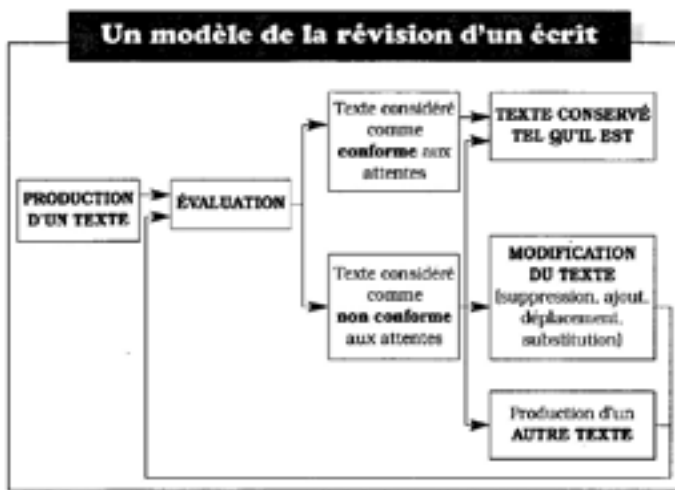 Un modèle de la révision d'un écrit
PRODUCTION
D'UN TEXTE
ÉVALUATION
Texte considéré
comme
conforme aux
attentes
TEXTE CONSERVÉ
TEL QU'IL EST
Texte considéré
comme
non conforme
aux attentes
MODIFICATION
DU TEXTE
(suppression, ajout,
déplacement,
substitution)
Production d'un
AUTRE TEXTE